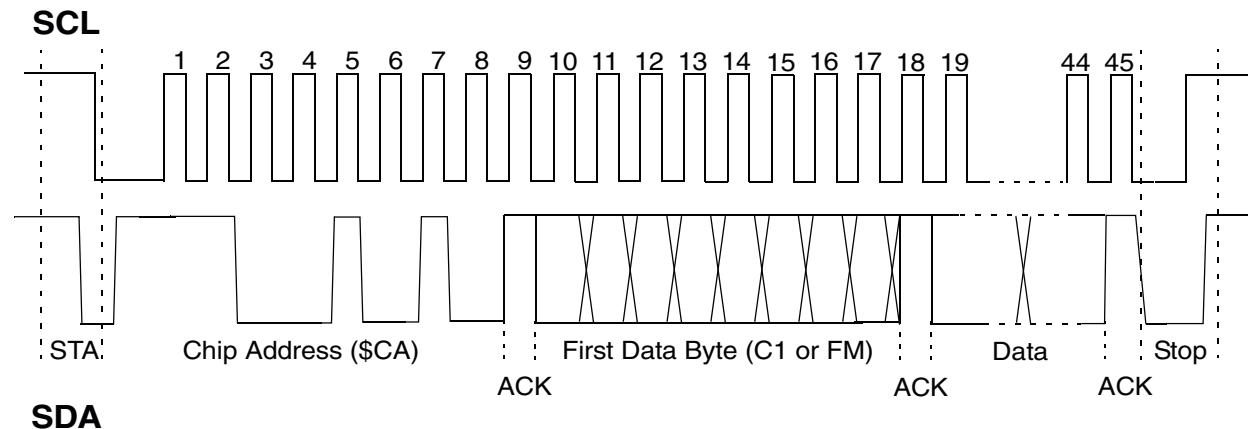 SCL
1 2 3 4 5 6 7 8 9 10 11 12 13 14 15 16 17 18 19 44 45
STA Chip Address ($CA) First Data Byte (C1 or FM) Data Stop
ACK ACK ACK
SDA